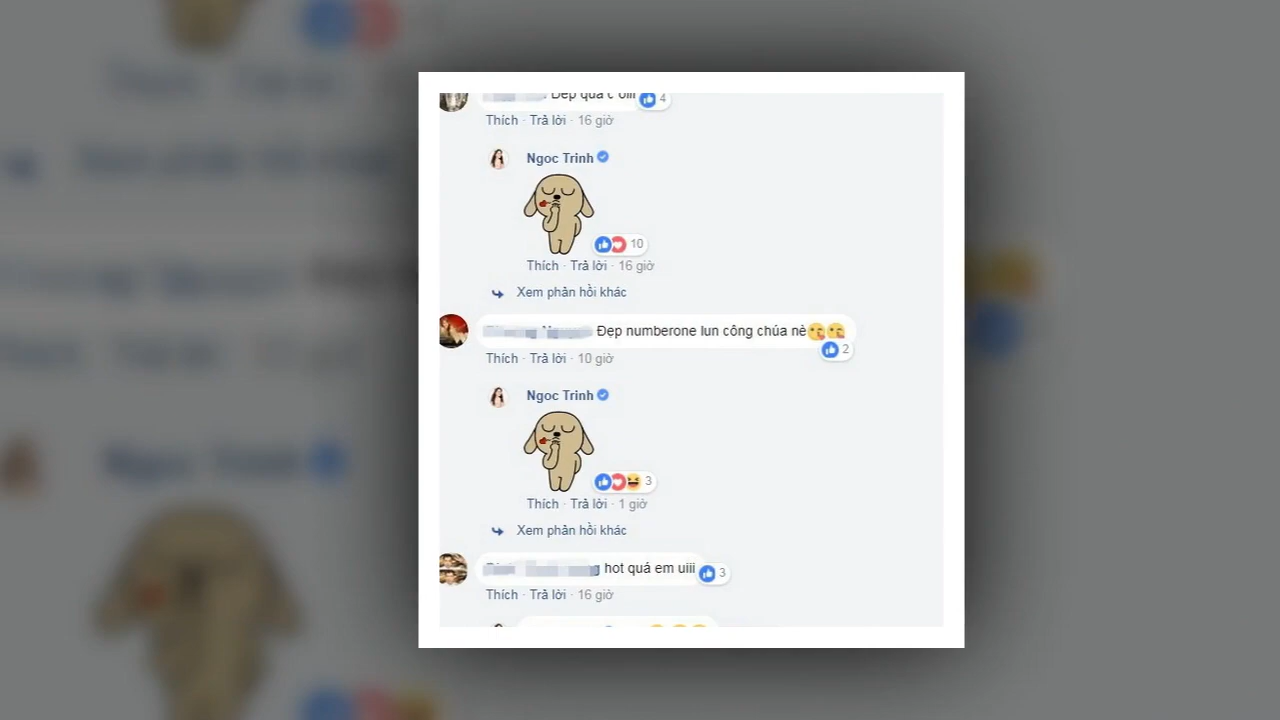 Đẹp quá c ơiii 4
Thích · Trả lời · 16 giờ
Ngoc Trinh
10
Thích · Trả lời · 16 giờ
Xem phản hồi khác
Đẹp numberone lun công chúa nè
2
Thích · Trả lời · 10 giờ
Ngoc Trinh
3
Thích · Trả lời · 1 giờ
Xem phản hồi khác
hot quá em uiii 3
Thích · Trả lời · 16 giờ